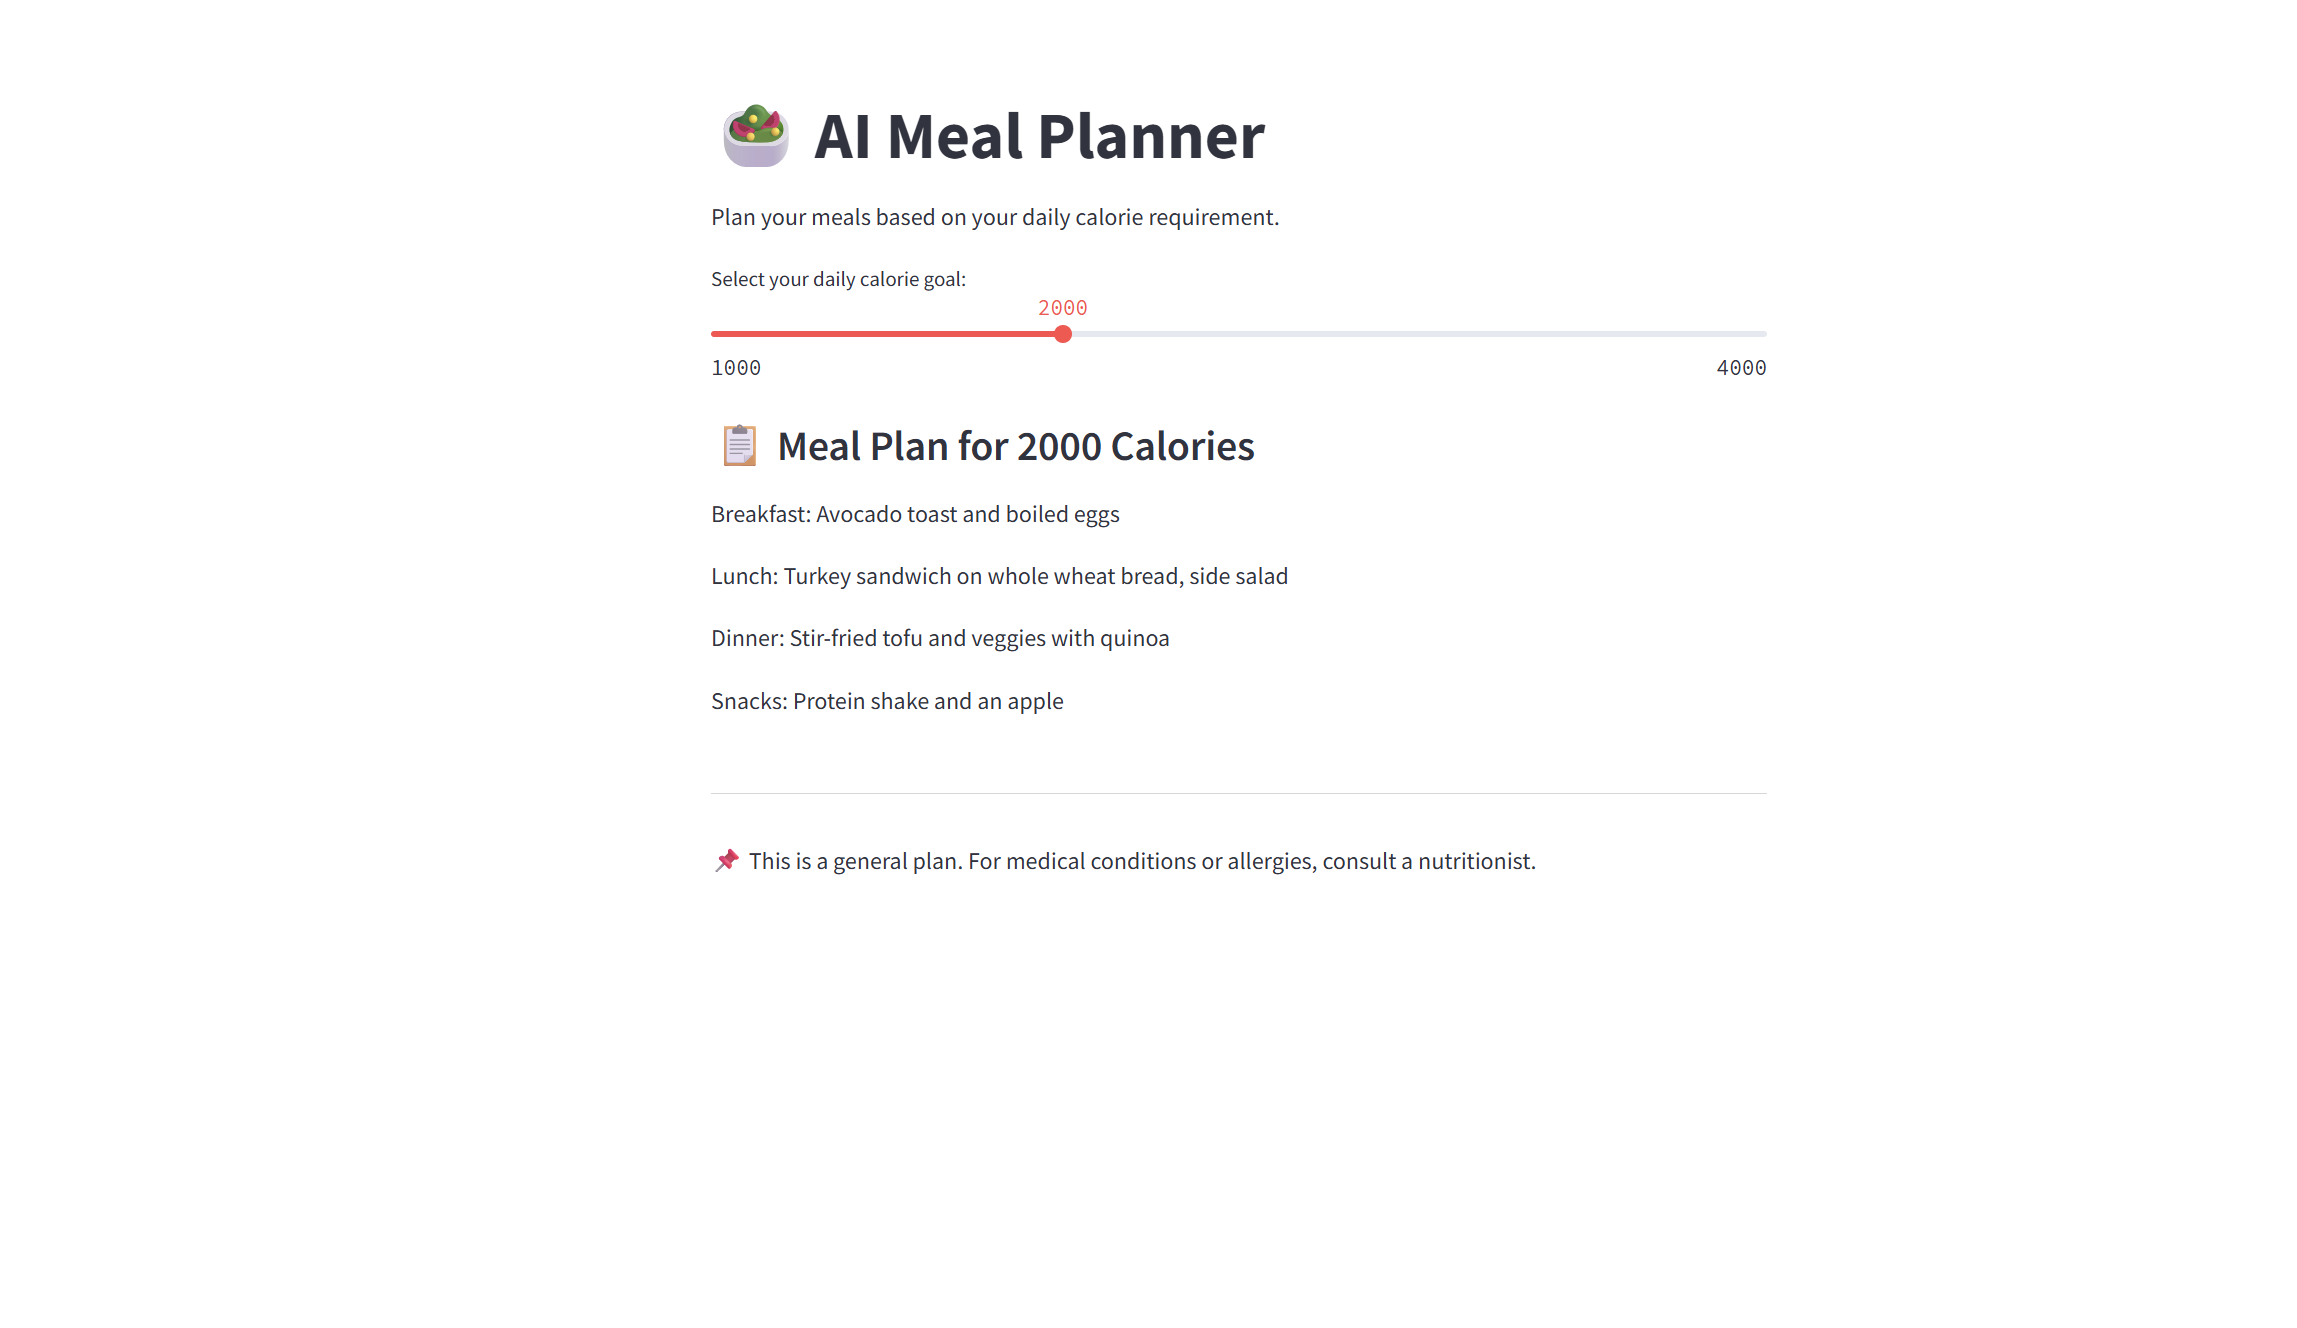 AI Meal Planner
Plan your meals based on your daily calorie requirement.
Select your daily calorie goal:
2000
1000 4000
Meal Plan for 2000 Calories
Breakfast: Avocado toast and boiled eggs
Lunch: Turkey sandwich on whole wheat bread, side salad
Dinner: Stir-fried tofu and veggies with quinoa
Snacks: Protein shake and an apple
This is a general plan. For medical conditions or allergies, consult a nutritionist.